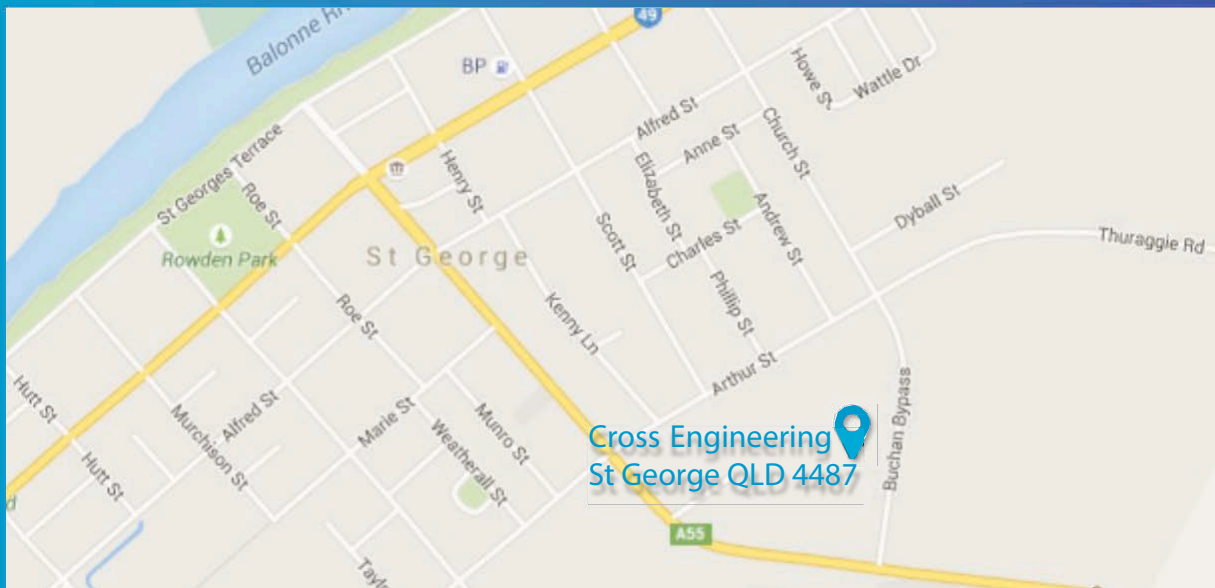 49
Balonne
BP
Howe St
Wattle Dr
Alfred St
Anne St
Church St
St Georges Terrace
Henry St
Elizabeth St
Roe St
Andrew St
Dyball St
Scott St
Charles St
Thuraggie Rd
Rowden Park
St George
Phillip St
Kenny Ln
Roe St
Arthur St
Hutt St
Alfred St
Marie St
Murchison St
Munro St
Weatherall St
Buchan Bypass
Cross Engineering
St George QLD 4487
Hutt St
A55